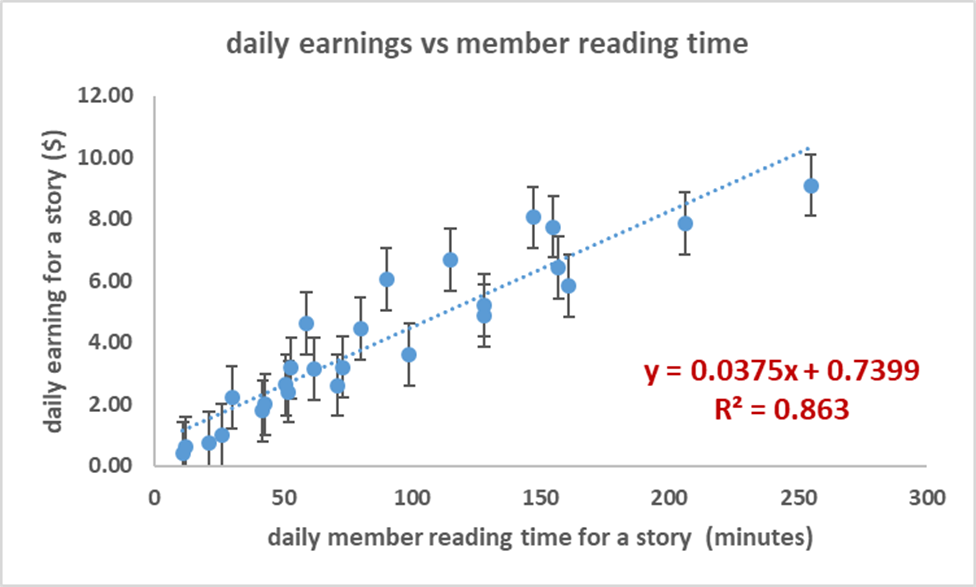 daily earnings vs member reading time
daily earning for a story ($)
12.00
10.00
8.00
6.00
4.00
2.00
0.00
y = 0.0375x + 0.7399
R² = 0.863
0 50 100 150 200 250 300
daily member reading time for a story (minutes)